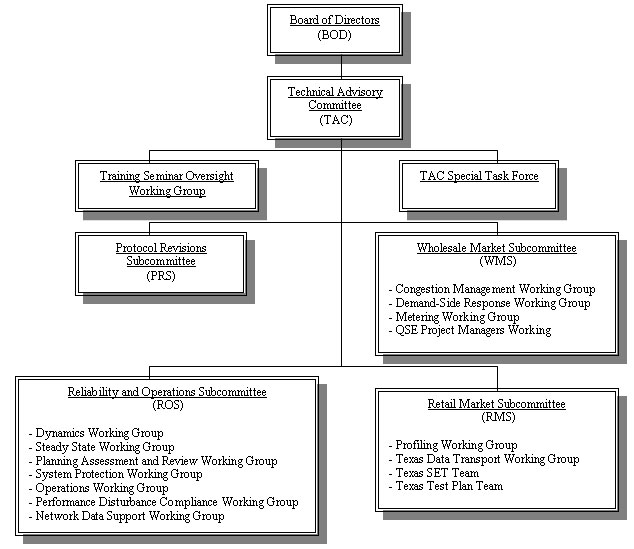 Board of Directors
(BOD)
Technical Advisory
Committee
(TAC)
Training Seminar Oversight
Working Group
TAC Special Task Force
Protocol Revisions
Subcommittee
(PRS)
Wholesale Market Subcommittee
(WMS)
- Congestion Management Working Group
- Demand-Side Response Working Group
- Metering Working Group
- QSE Project Managers Working
Reliability and Operations Subcommittee
(ROS)
- Dynamics Working Group
- Steady State Working Group
- Planning Assessment and Review Working Group
- System Protection Working Group
- Operations Working Group
- Performance Disturbance Compliance Working Group
- Network Data Support Working Group
Retail Market Subcommittee
(RMS)
- Profiling Working Group
- Texas Data Transport Working Group
- Texas SET Team
- Texas Test Plan Team